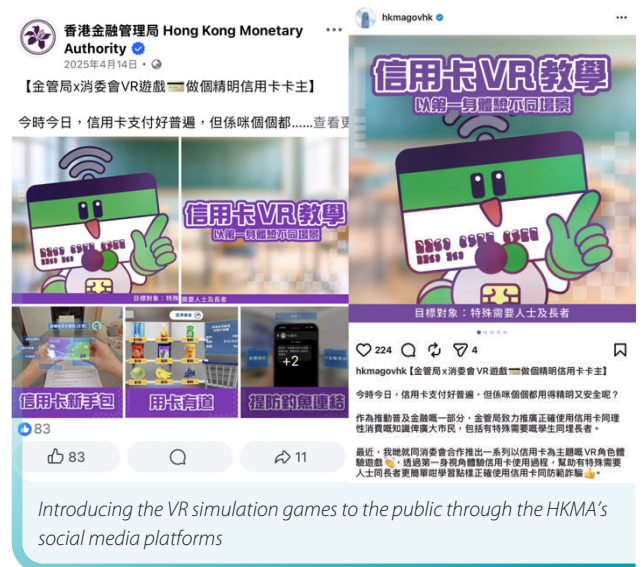 香港金融管理局 Hong Kong Monetary
Authority
2025年4月14日
【金管局x消委會VR遊戲💳做個精明信用卡卡主】
今時今日，信用卡支付好普遍，但係咪個個都……查看更
信用卡VR教學
以第一身體驗不同場景
目標對象：特殊需要人士及長者
信用卡新手包
用卡有道
+2
提防釣魚連結
83
83
11
hkmagovhk
信用卡VR教學
以第一身體驗不同場景
目標對象：特殊需要人士及長者
224
4
hkmagovhk【金管局x消委會VR遊戲💳做個精明信用卡卡主】
今時今日，信用卡支付好普遍，但係咪個個都用得精明又安全呢？
作為推動普及金融嘅一部分，金管局致力推廣正確使用信用卡同理
性消費嘅知識俾廣大市民，包括有特殊需要嘅學生同埋長者。
最近，我哋就同消委會合作推出一系列以信用卡為主題嘅VR角色體
驗遊戲👏，透過第一身視角體驗信用卡使用過程，幫助有特殊需要
人士同長者更簡單咁學習點樣正確使用信用卡同防範詐騙👍。
Introducing the VR simulation games to the public through the HKMA's
social media platforms